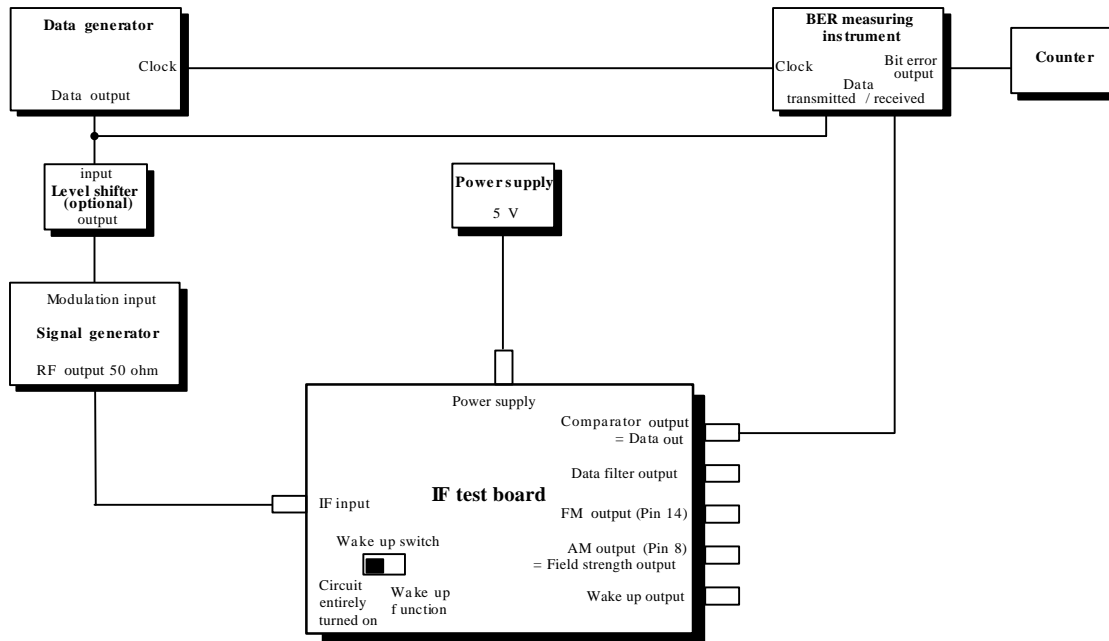 Data generator
Clock
Data output
BER measuring
instrument
Clock
Bit error
output
Data
transmitted / received
Counter
input
Level shifter
(optional)
output
Power supply
5 V
Modulation input
Signal generator
RF output 50 ohm
Power supply
Comparator output
= Data out
Data filter output
IF test board
IF input
FM output (Pin 14)
Wake up switch
AM output (Pin 8)
= Field strength output
Circuit
entirely
turned on
Wake up
function
Wake up output